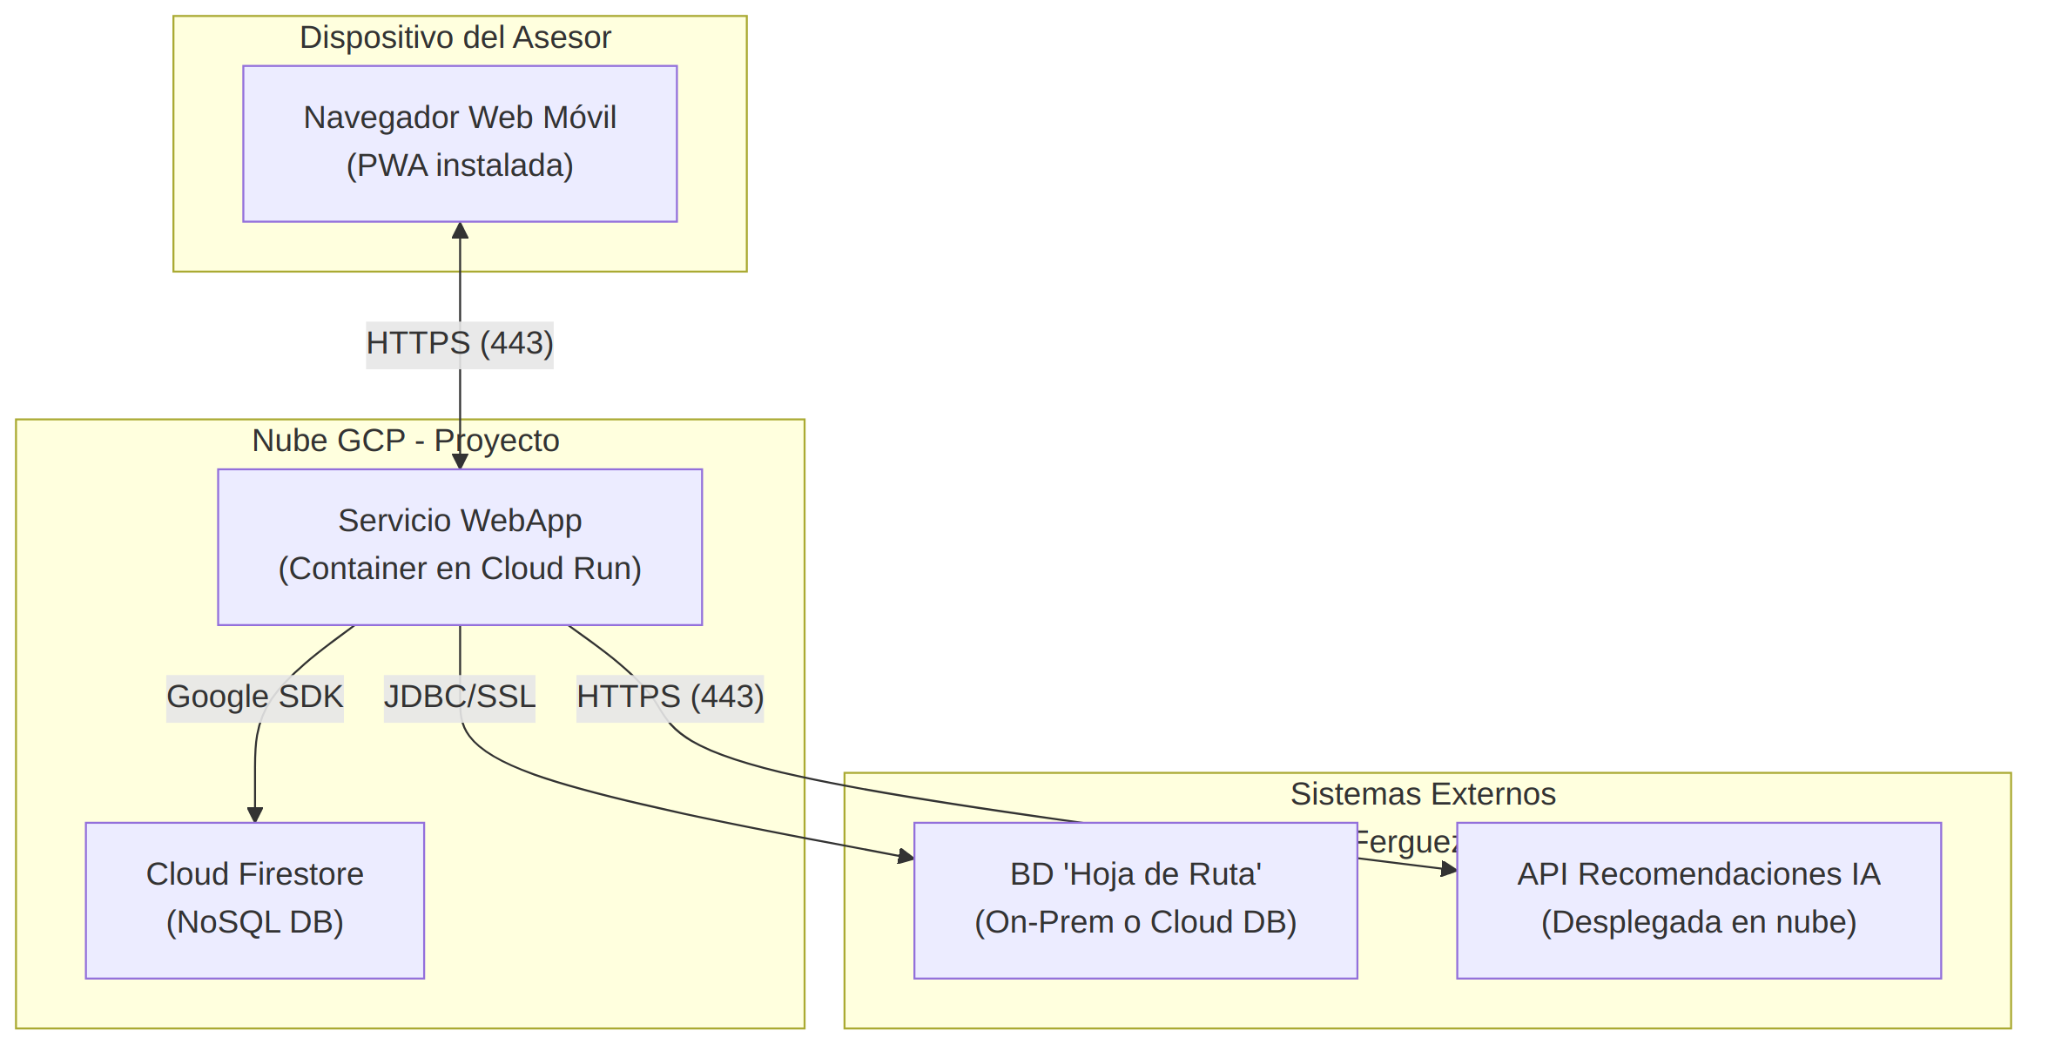 Dispositivo del Asesor
Navegador Web Móvil
(PWA instalada)
HTTPS (443)
Nube GCP - Proyecto
Servicio WebApp
(Container en Cloud Run)
Google SDK
JDBC/SSL
HTTPS (443)
Cloud Firestore
(NoSQL DB)
Sistemas Externos
BD 'Hoja de Ruta'
(On-Prem o Cloud DB)
API Recomendaciones IA
(Desplegada en nube)